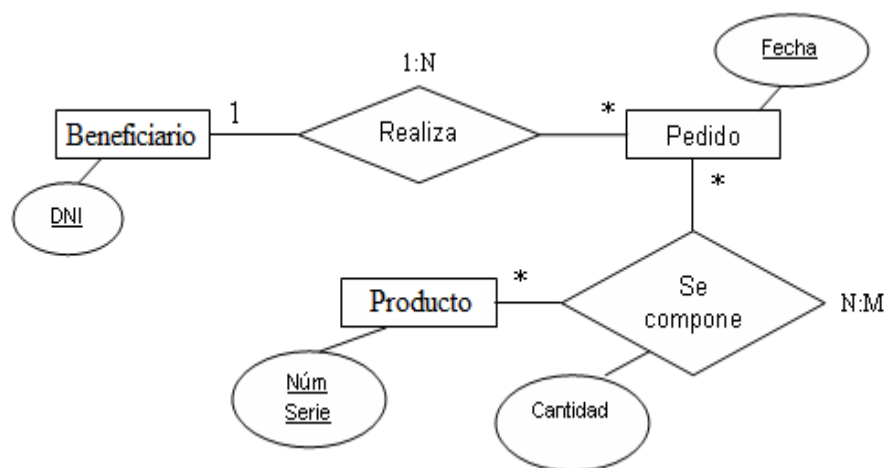 Fecha
1:N
Beneficiario
1
Realiza
*
Pedido
*
DNI
Producto
*
Se
compone
N:M
Núm
Serie
Cantidad